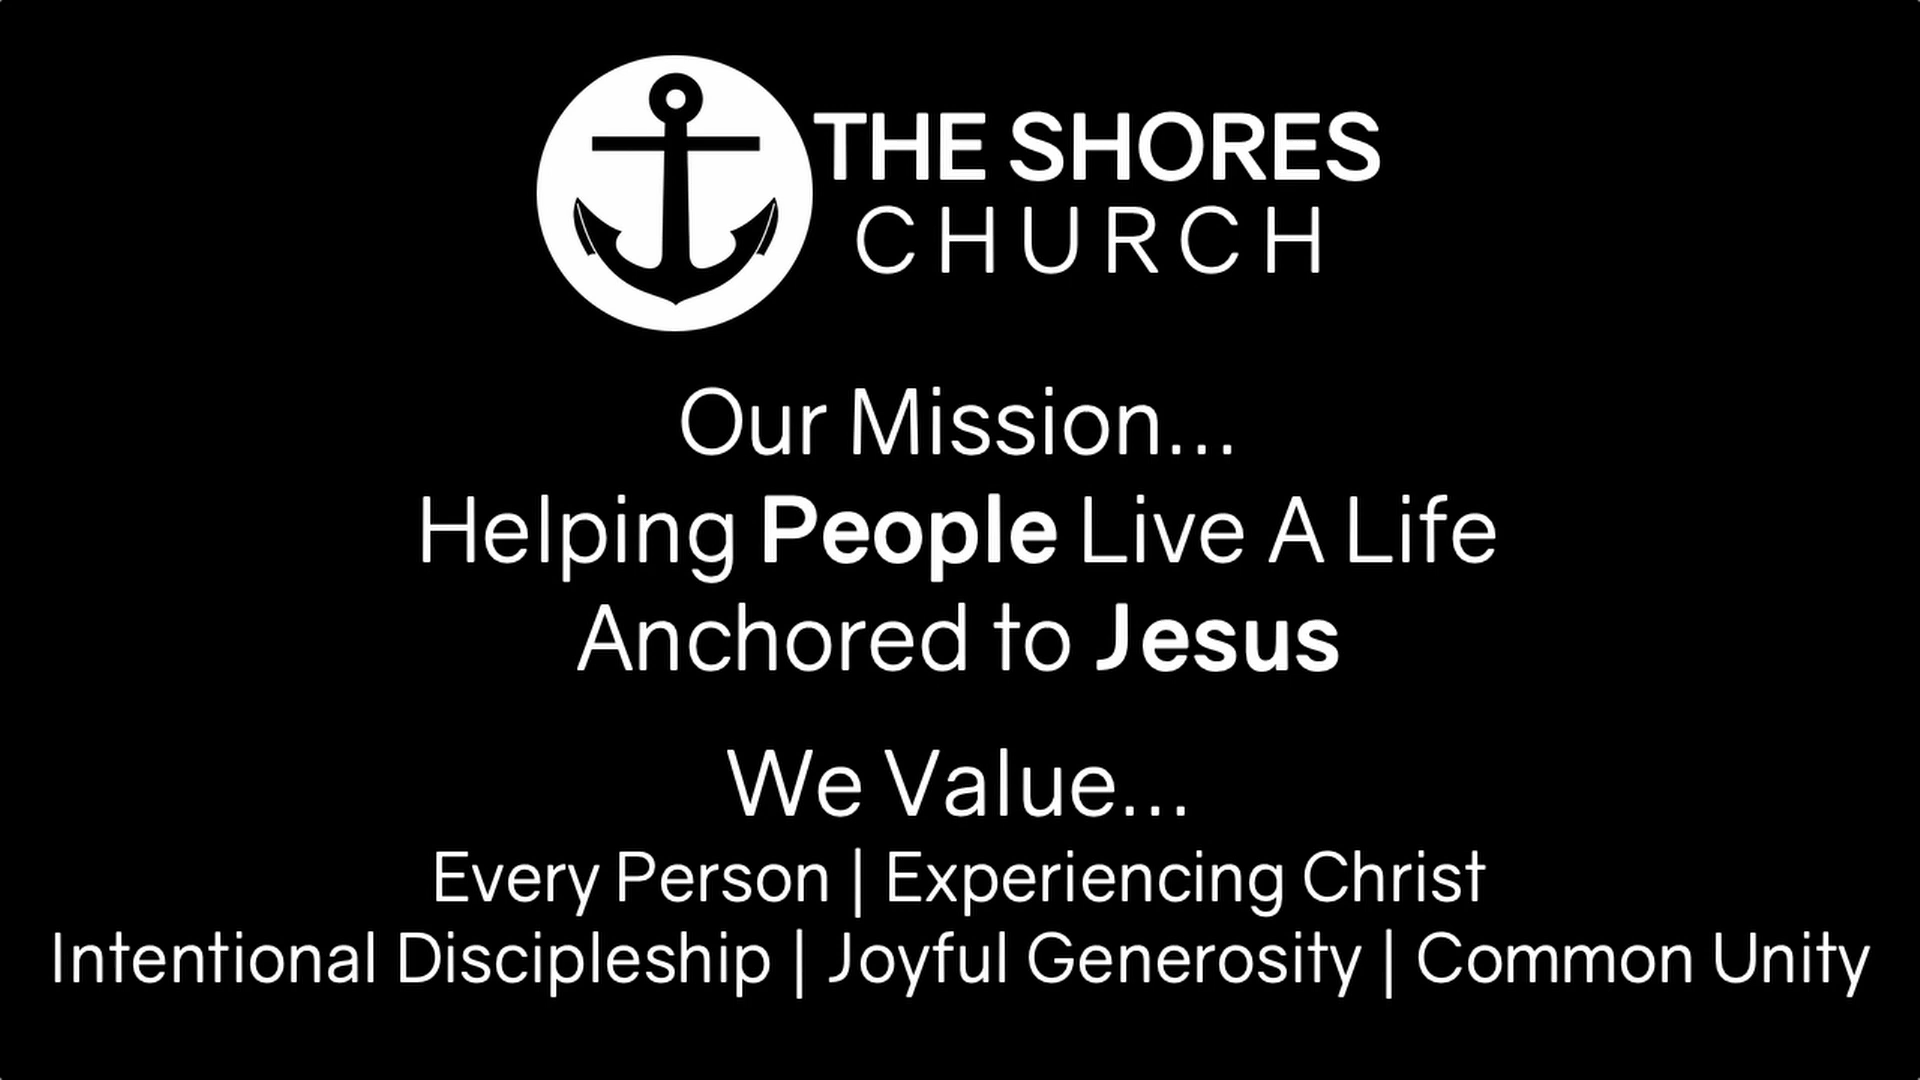 THE SHORES
CHURCH
Our Mission...
Helping People Live A Life
Anchored to Jesus
We Value...
Every Person | Experiencing Christ
Intentional Discipleship | Joyful Generosity | Common Unity